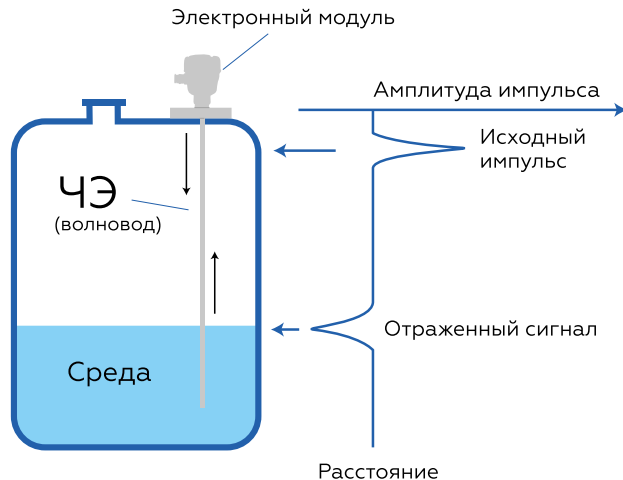 Электронный модуль
Амплитуда импульса
Исходный
импульс
ЧЭ
(волновод)
Отраженный сигнал
Среда
Расстояние